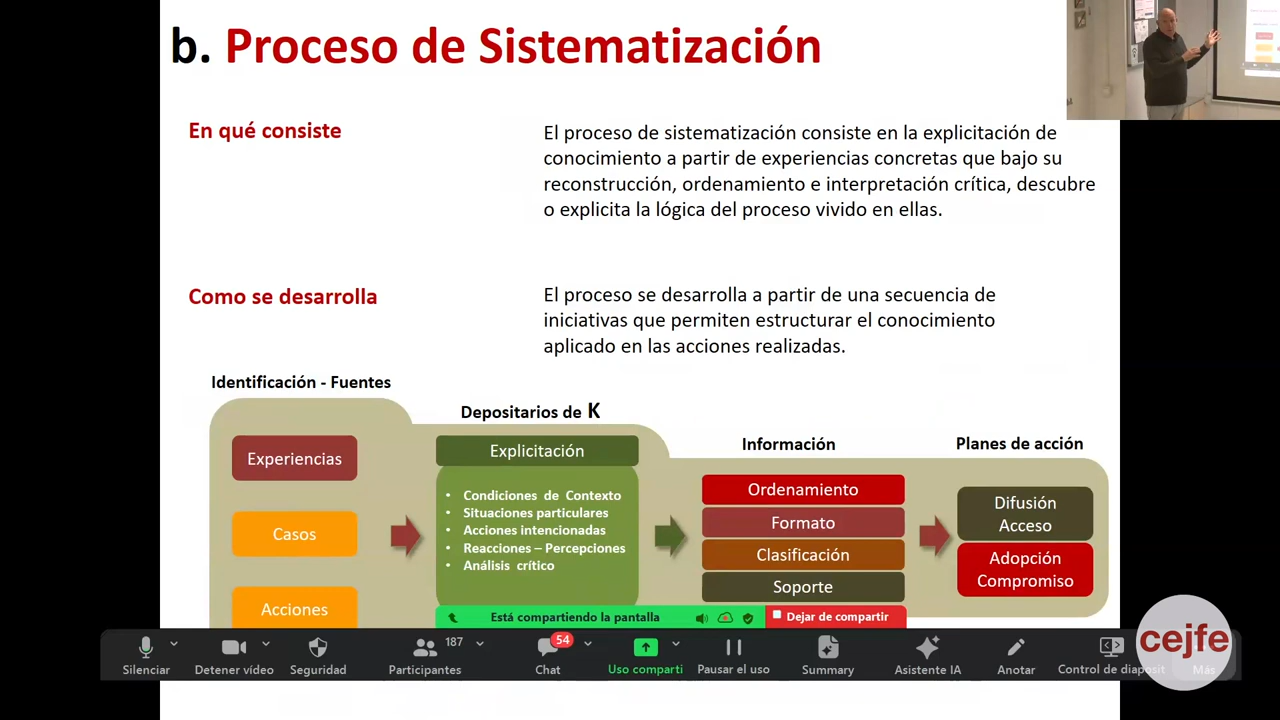 b. Proceso de Sistematización
En qué consiste
El proceso de sistematización consiste en la explicitación de
conocimiento a partir de experiencias concretas que bajo su
reconstrucción, ordenamiento e interpretación crítica, descubre
o explicita la lógica del proceso vivido en ellas.
Como se desarrolla
El proceso se desarrolla a partir de una secuencia de
iniciativas que permiten estructurar el conocimiento
aplicado en las acciones realizadas.
Identificación - Fuentes
Experiencias
Casos
Acciones
Depositarios de K
Explicitación
• Condiciones de Contexto
• Situaciones particulares
• Acciones intencionadas
• Reacciones – Percepciones
• Análisis crítico
Información
Ordenamiento
Formato
Clasificación
Soporte
Planes de acción
Difusión
Acceso
Adopción
Compromiso
Está compartiendo la pantalla
Dejar de compartir
Silenciar
Detener vídeo
Seguridad
187
Participantes
54
Chat
Uso comparti
Pausar el uso
Summary
Asistente IA
Anotar
Control de diaposit
Más
cejfe